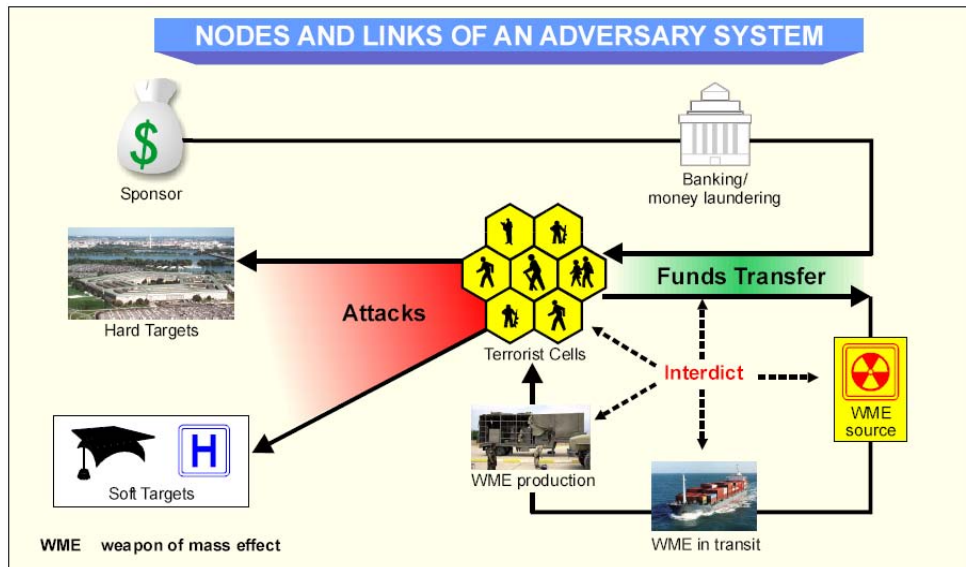 NODES AND LINKS OF AN ADVERSARY SYSTEM
$
Sponsor
Banking/
money laundering
Hard Targets
Attacks
Terrorist Cells
Funds Transfer
Interdict
WME
source
WME production
WME in transit
H
Soft Targets
WME weapon of mass effect